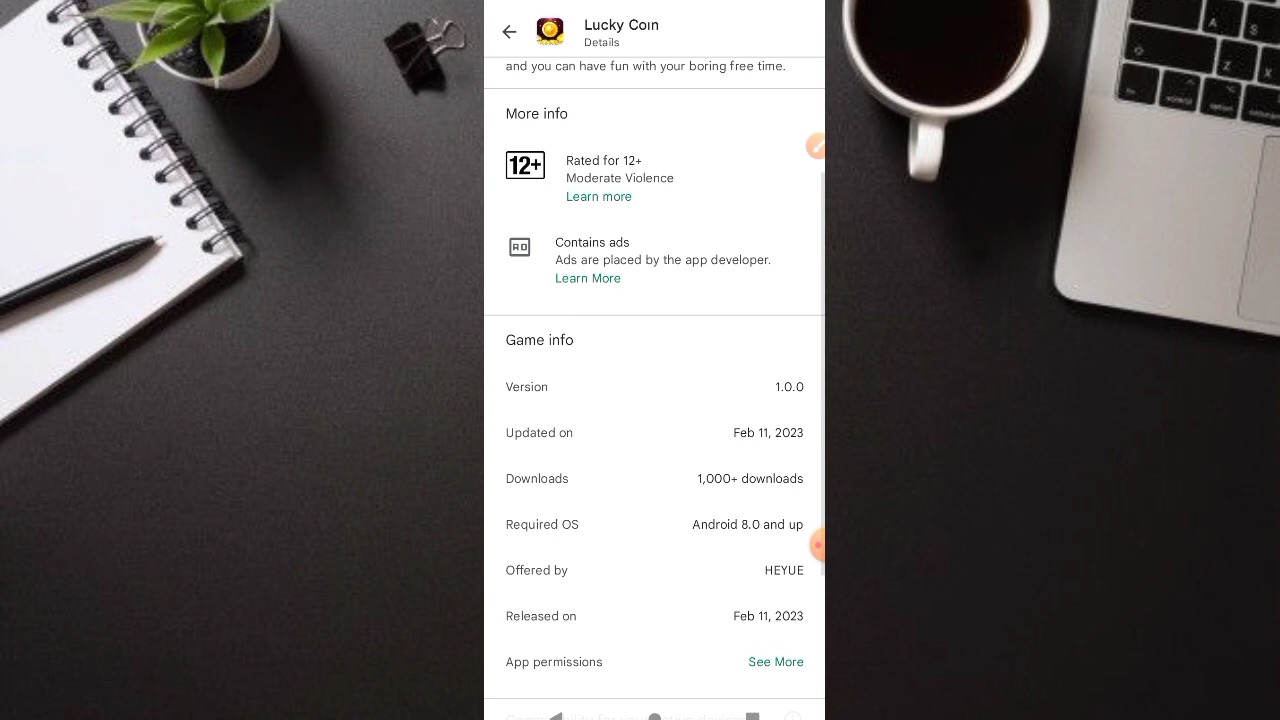 Lucky Coin
Details
and you can have fun with your boring free time.
More info
12+
Rated for 12+
Moderate Violence
Learn more
AD
Contains ads
Ads are placed by the app developer.
Learn More
Game info
Version 1.0.0
Updated on Feb 11, 2023
Downloads 1,000+ downloads
Required OS Android 8.0 and up
Offered by HEYUE
Released on Feb 11, 2023
App permissions See More
A
S
Z
X